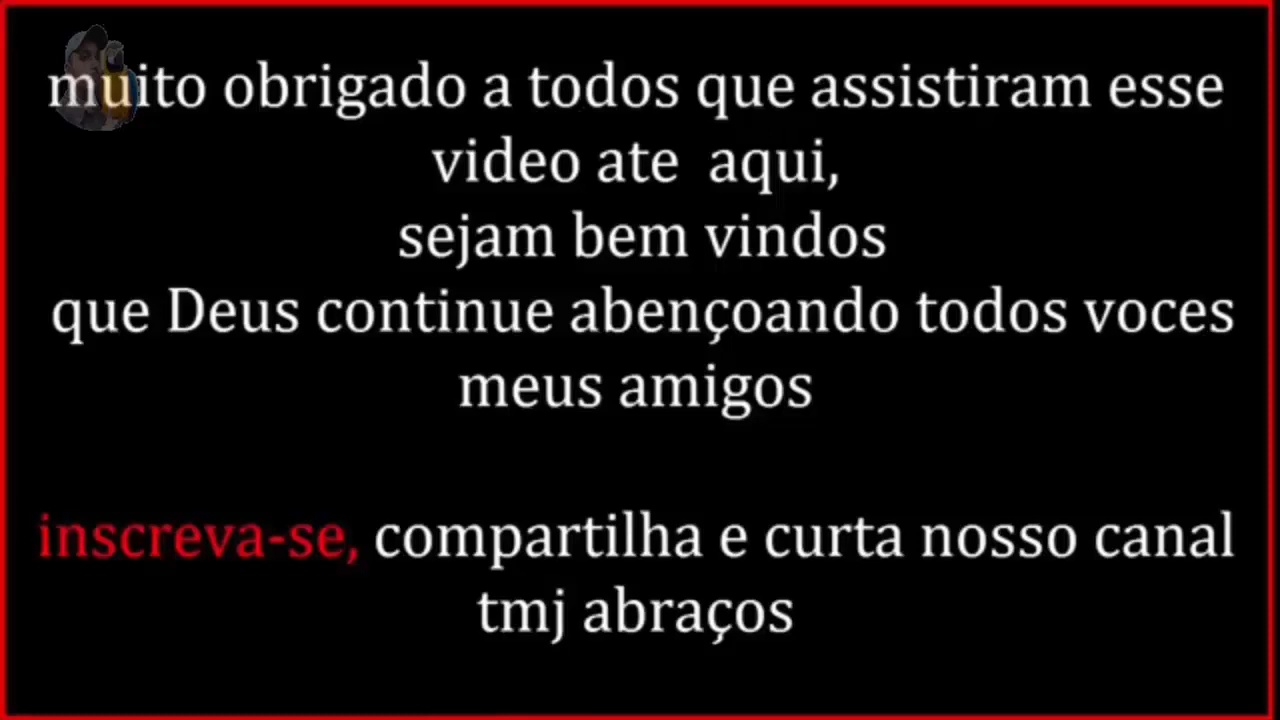 muito obrigado a todos que assistiram esse
video ate aqui,
sejam bem vindos
que Deus continue abençoando todos voces
meus amigos
inscreva-se, compartilha e curta nosso canal
tmj abraços